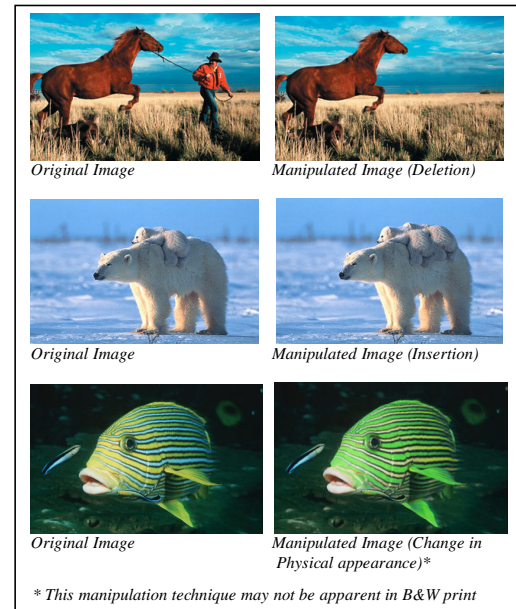 Original Image
Manipulated Image (Deletion)
Original Image
Manipulated Image (Insertion)
Original Image
Manipulated Image (Change in
Physical appearance)*
* This manipulation technique may not be apparent in B&W print